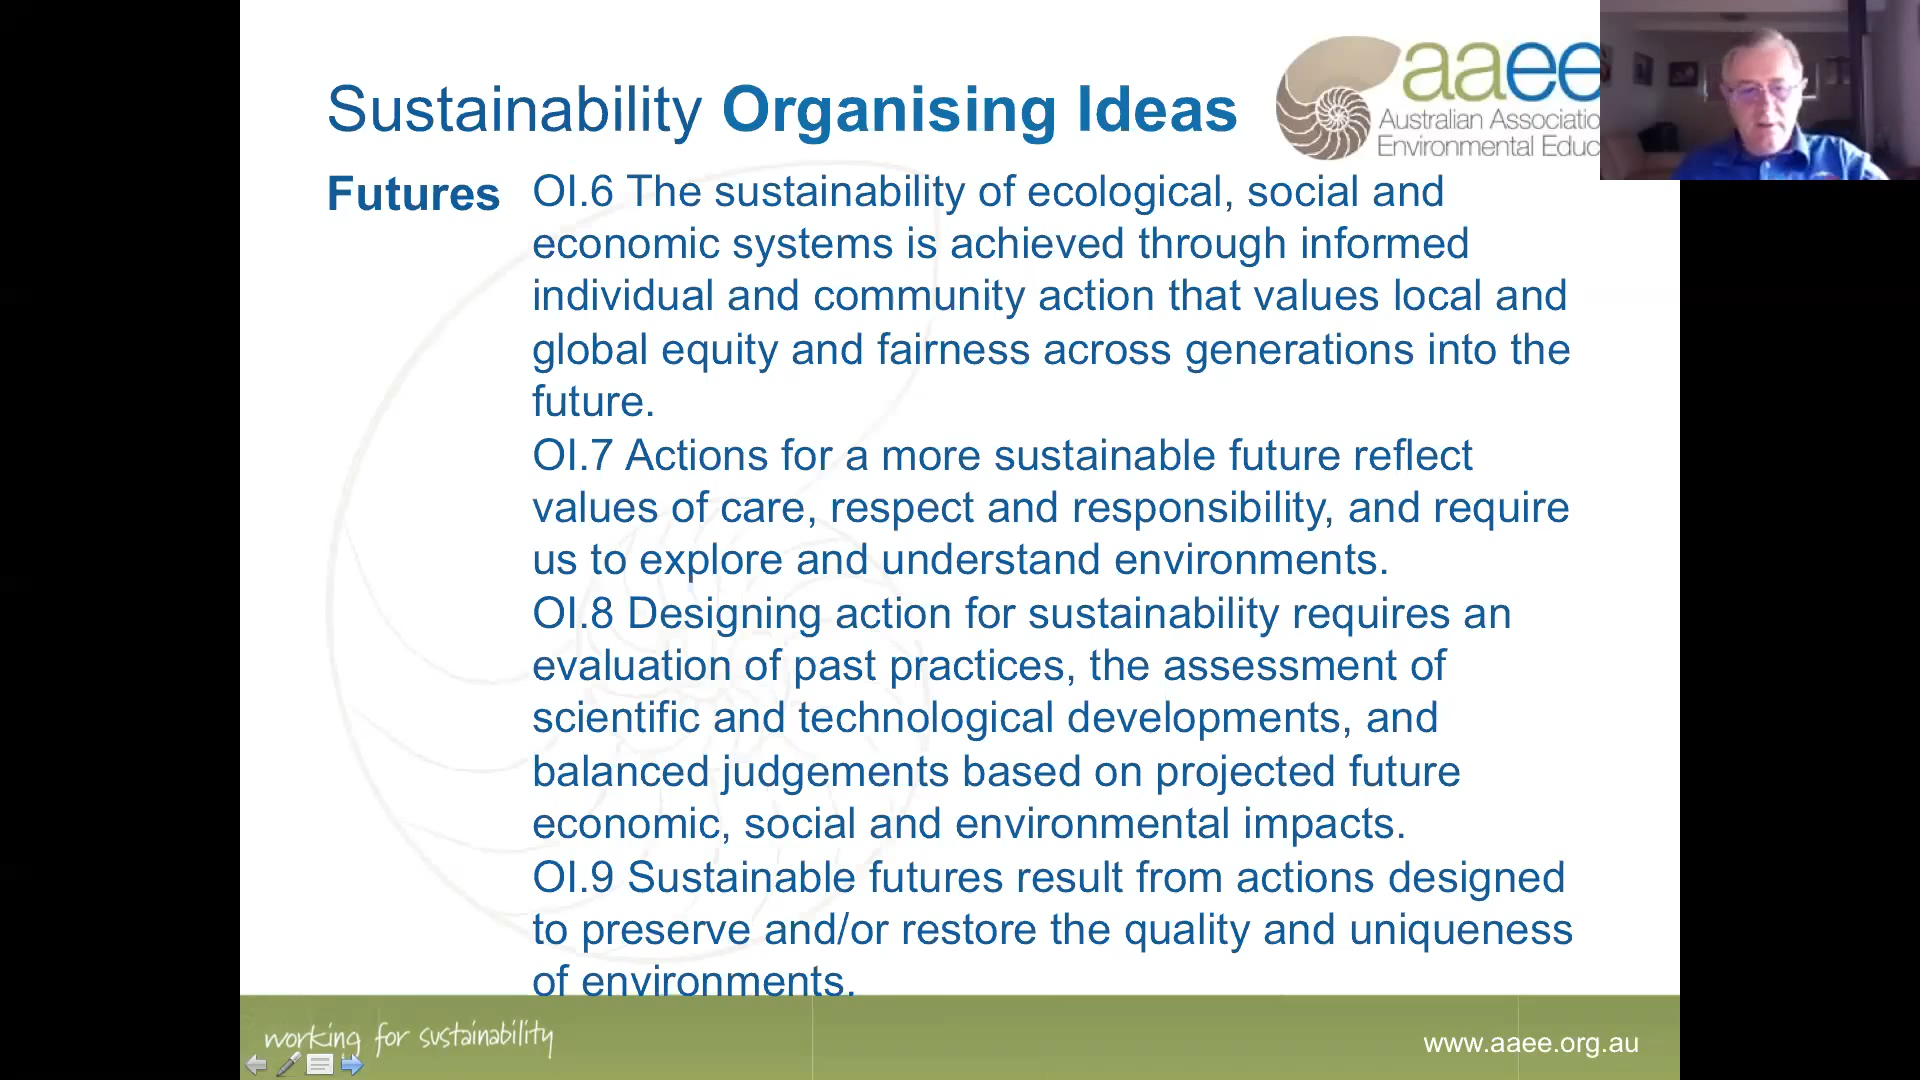 Sustainability Organising Ideas
aaee
Australian Associatio
Environmental Educ
Futures
OI.6 The sustainability of ecological, social and
economic systems is achieved through informed
individual and community action that values local and
global equity and fairness across generations into the
future.
OI.7 Actions for a more sustainable future reflect
values of care, respect and responsibility, and require
us to explore and understand environments.
OI.8 Designing action for sustainability requires an
evaluation of past practices, the assessment of
scientific and technological developments, and
balanced judgements based on projected future
economic, social and environmental impacts.
OI.9 Sustainable futures result from actions designed
to preserve and/or restore the quality and uniqueness
of environments.
working for sustainability
www.aaee.org.au